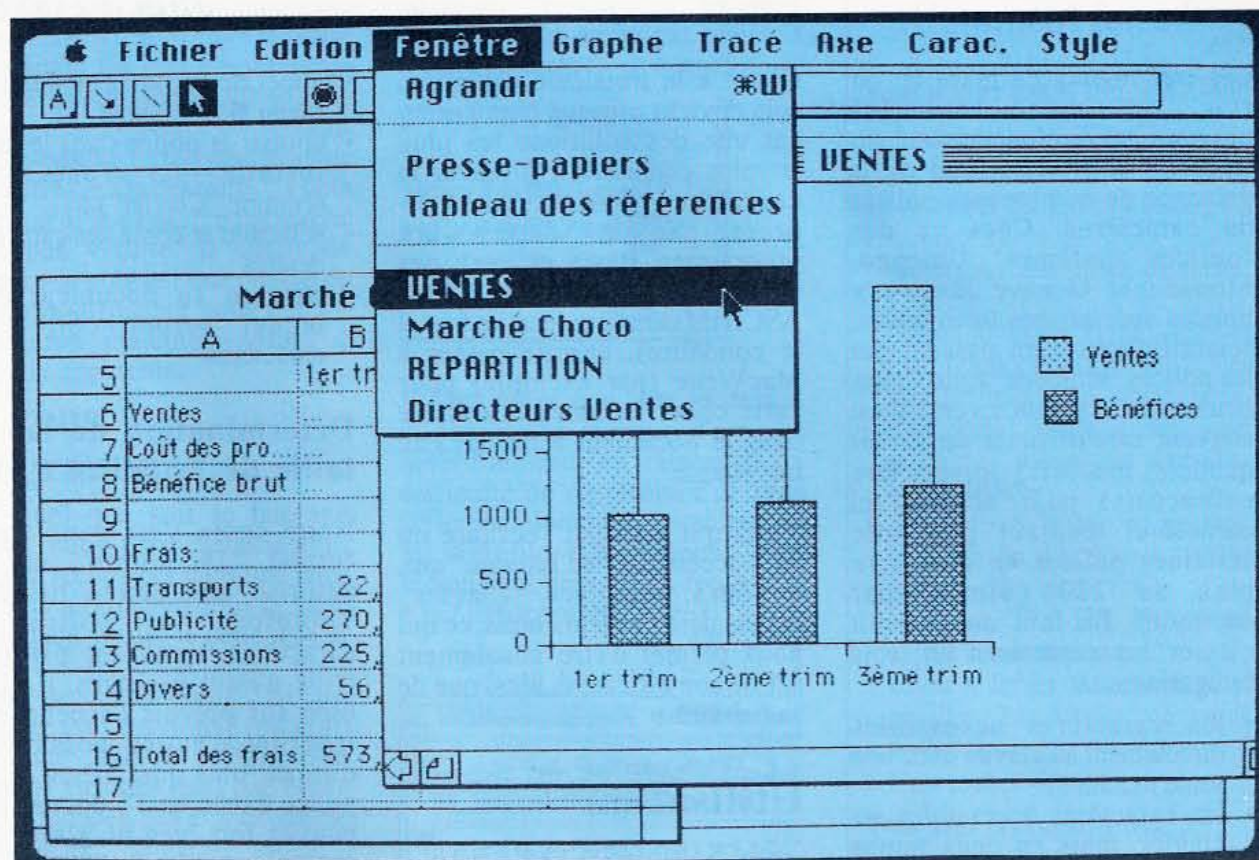 Fichier Edition Fenêtre Graphe Tracé Axe Carac. Style
A
Agrandir ⌘W
Presse-papiers
Tableau des références
VENTES
Marché Choco
REPARTITION
Directeurs Ventes
VENTES
Marché
A B
5 1er tr
6 Ventes
7 Coût des pro...
8 Bénéfice brut
9
10 Frais:
11 Transports 22,
12 Publicité 270,
13 Commissions 225,
14 Divers 56,
15
16 Total des frais 573,
17
Ventes
Bénéfices
1500
1000
500
0
1er trim 2ème trim 3ème trim